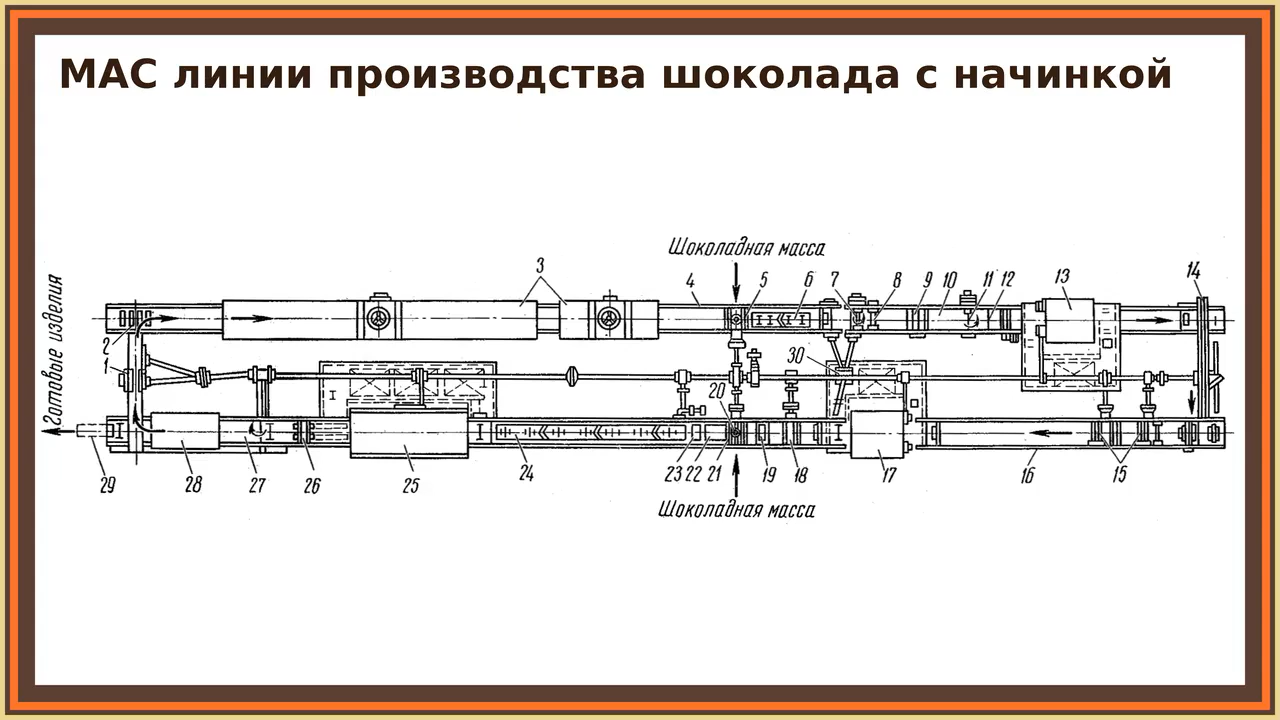 МАС линии производства шоколада с начинкой
Шоколадная масса
3 4 5 6 7 8 9 10 11 12 13 14
Готовые изделия
2
1
30
20
29 28 27 26 25 24 23 22 21 19 18 17 16 15
Шоколадная масса